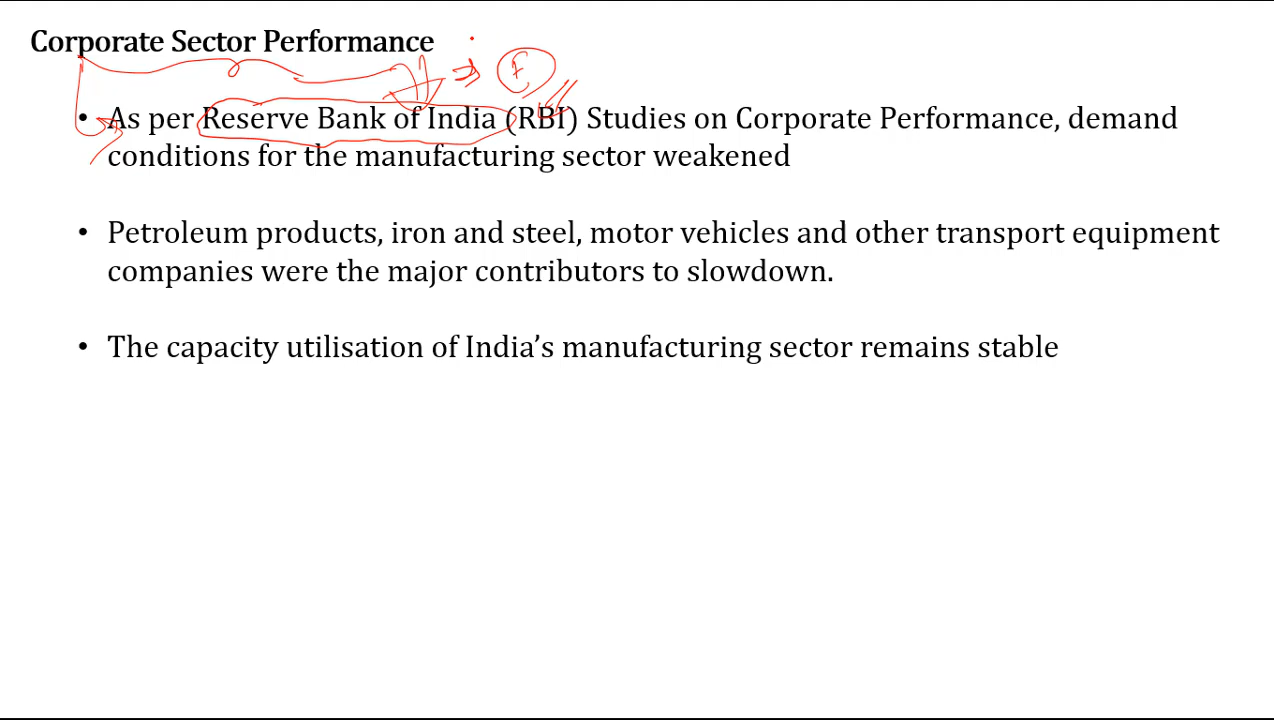 Corporate Sector Performance
• As per Reserve Bank of India (RBI) Studies on Corporate Performance, demand
conditions for the manufacturing sector weakened
• Petroleum products, iron and steel, motor vehicles and other transport equipment
companies were the major contributors to slowdown.
• The capacity utilisation of India’s manufacturing sector remains stable